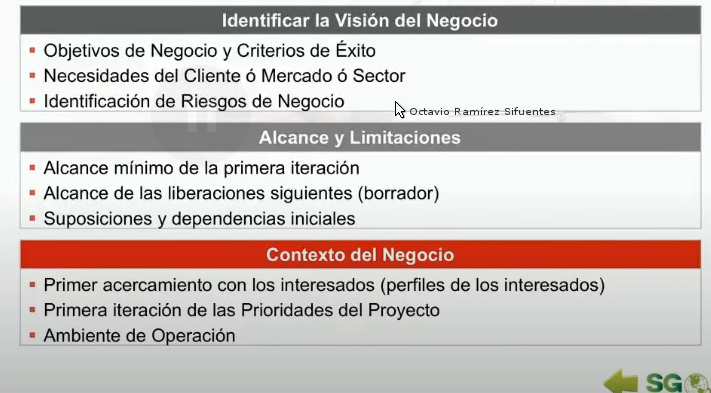 Identificar la Visión del Negocio
Objetivos de Negocio y Criterios de Éxito
Necesidades del Cliente ó Mercado ó Sector
Identificación de Riesgos de Negocio
Octavio Ramírez Sifuentes
Alcance y Limitaciones
Alcance mínimo de la primera iteración
Alcance de las liberaciones siguientes (borrador)
Suposiciones y dependencias iniciales
Contexto del Negocio
Primer acercamiento con los interesados (perfiles de los interesados)
Primera iteración de las Prioridades del Proyecto
Ambiente de Operación
SG